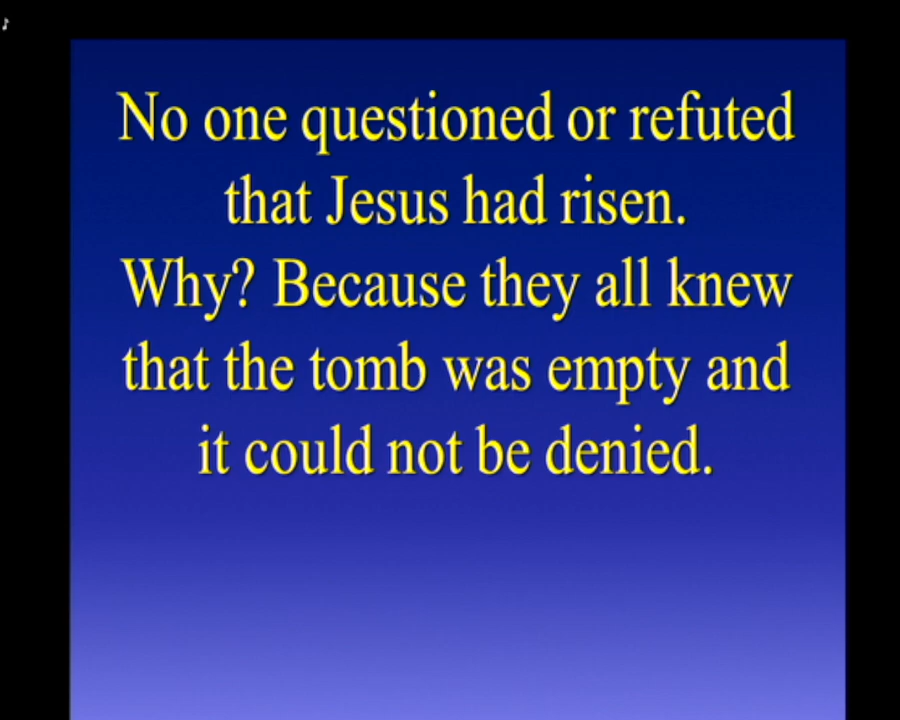 No one questioned or refuted
that Jesus had risen.
Why? Because they all knew
that the tomb was empty and
it could not be denied.